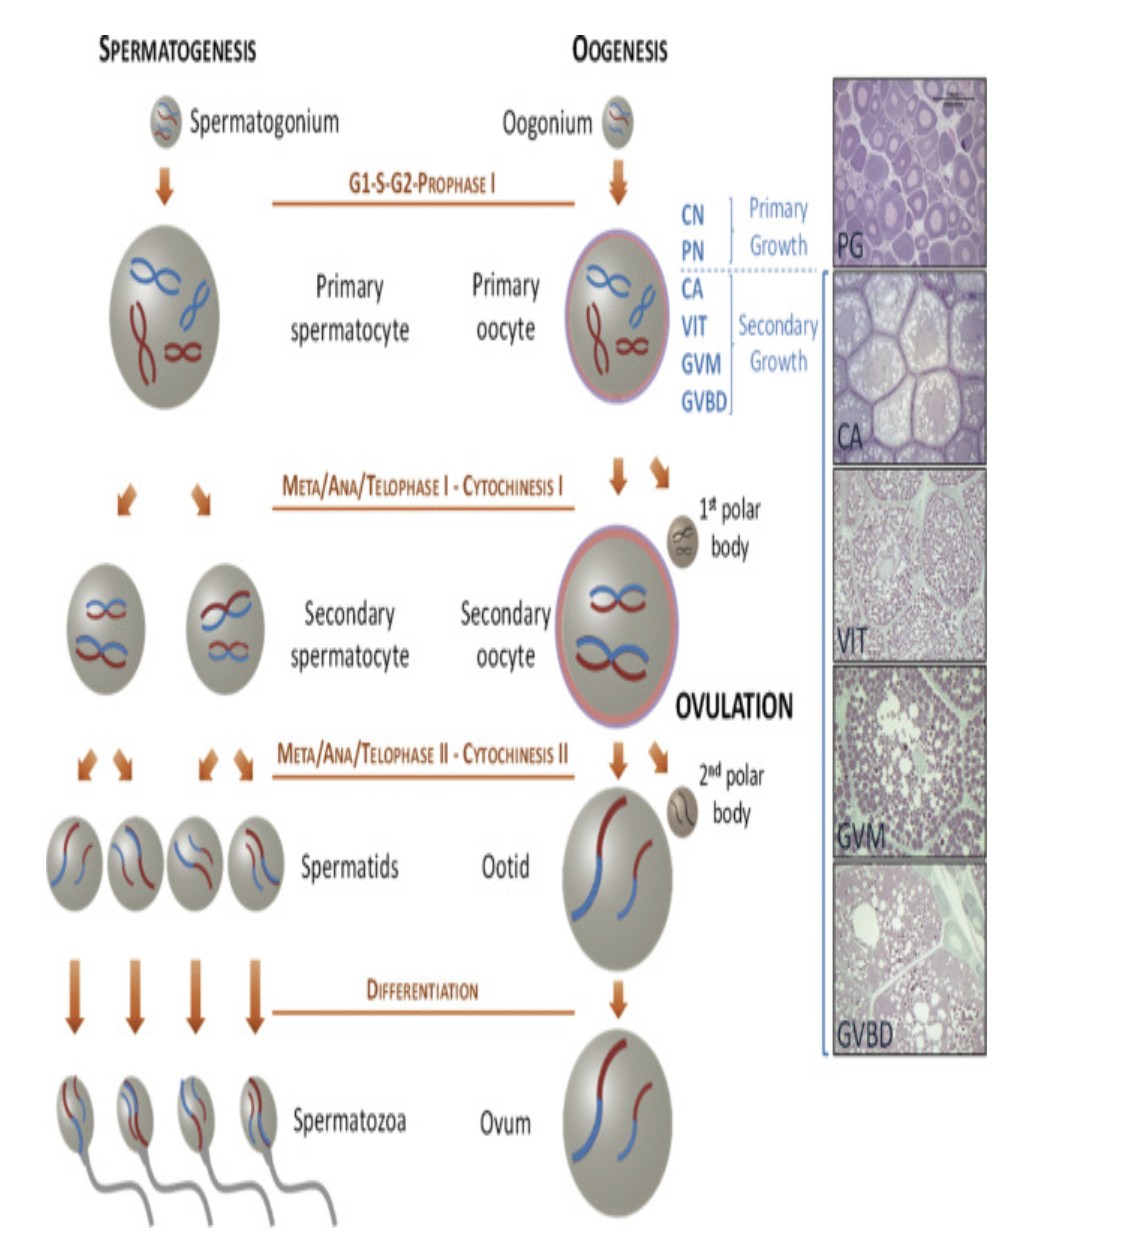 SPERMATOGENESIS
OOGENESIS
Spermatogonium
Oogonium
G1-S-G2-PROPHASE I
CN
PN
Primary
Growth
CA
VIT
GVM
GVBD
Secondary
Growth
Primary
spermatocyte
Primary
oocyte
META/ANA/TELOPHASE I - CYTOCHINESIS I
1st polar
body
Secondary
spermatocyte
Secondary
oocyte
OVULATION
META/ANA/TELOPHASE II - CYTOCHINESIS II
2nd polar
body
Spermatids
Ootid
DIFFERENTIATION
Spermatozoa
Ovum
PG
CA
VIT
GVM
GVBD